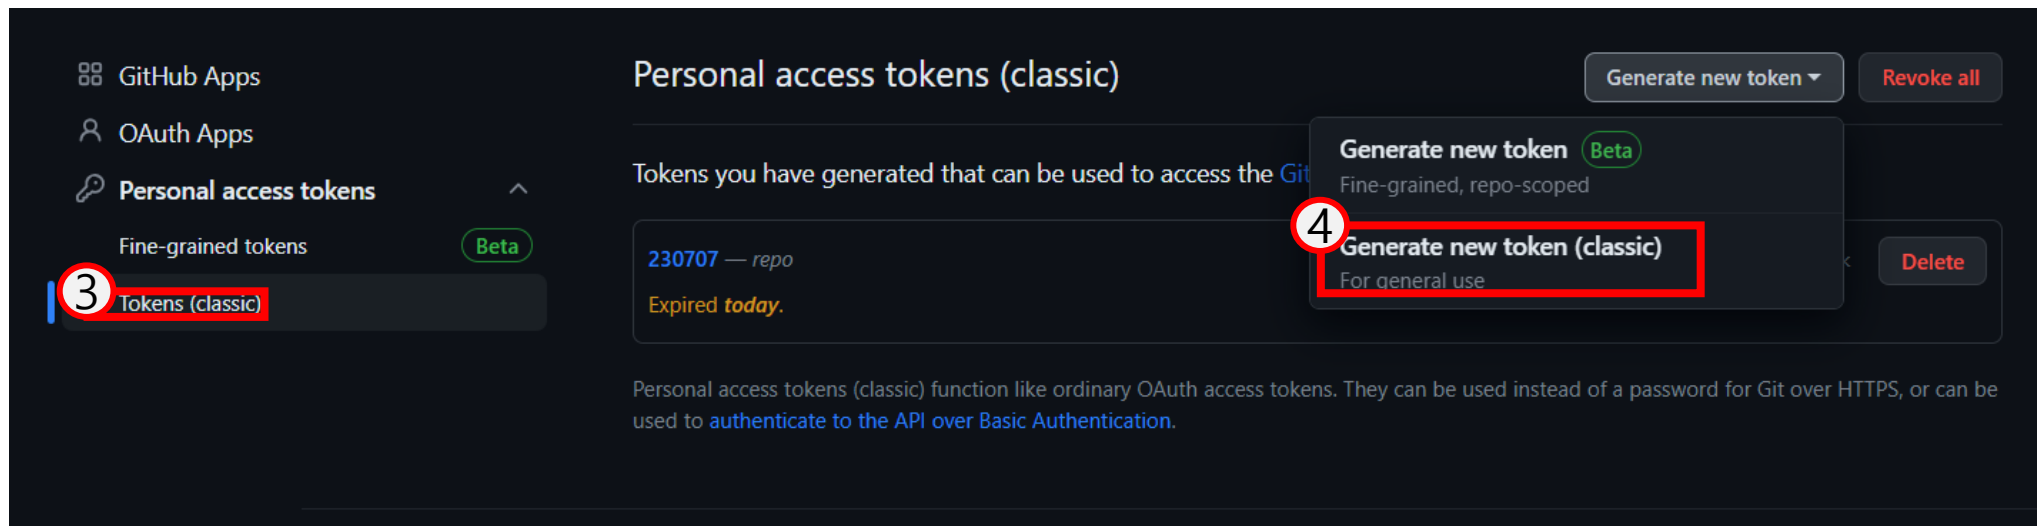 GitHub Apps
OAuth Apps
Personal access tokens
Fine-grained tokens Beta
3 Tokens (classic)
Personal access tokens (classic)
Generate new token
Revoke all
Generate new token Beta
Fine-grained, repo-scoped
4 Generate new token (classic)
For general use
Tokens you have generated that can be used to access the
230707 — repo
Delete
Expired today.
Personal access tokens (classic) function like ordinary OAuth access tokens. They can be used instead of a password for Git over HTTPS, or can be
used to authenticate to the API over Basic Authentication.